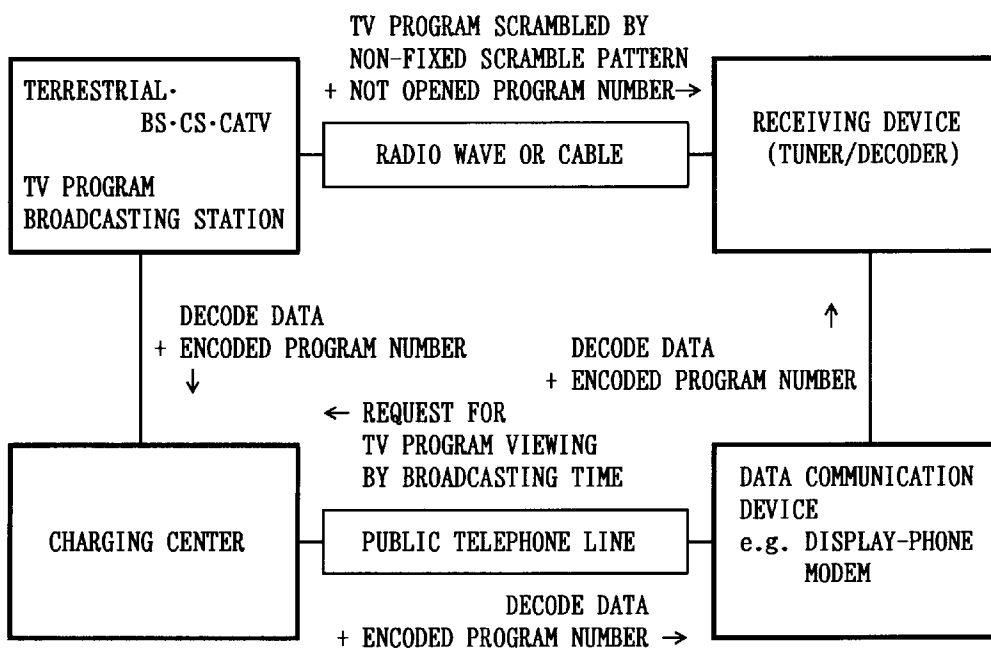 TV PROGRAM SCRAMBLED BY
NON-FIXED SCRAMBLE PATTERN
+ NOT OPENED PROGRAM NUMBER→
TERRESTRIAL·
BS·CS·CATV
TV PROGRAM
BROADCASTING STATION
RADIO WAVE OR CABLE
RECEIVING DEVICE
(TUNER/DECODER)
DECODE DATA
+ ENCODED PROGRAM NUMBER
↓
↑
DECODE DATA
+ ENCODED PROGRAM NUMBER
← REQUEST FOR
TV PROGRAM VIEWING
BY BROADCASTING TIME
CHARGING CENTER
PUBLIC TELEPHONE LINE
DATA COMMUNICATION
DEVICE
e.g. DISPLAY-PHONE
MODEM
DECODE DATA
+ ENCODED PROGRAM NUMBER →